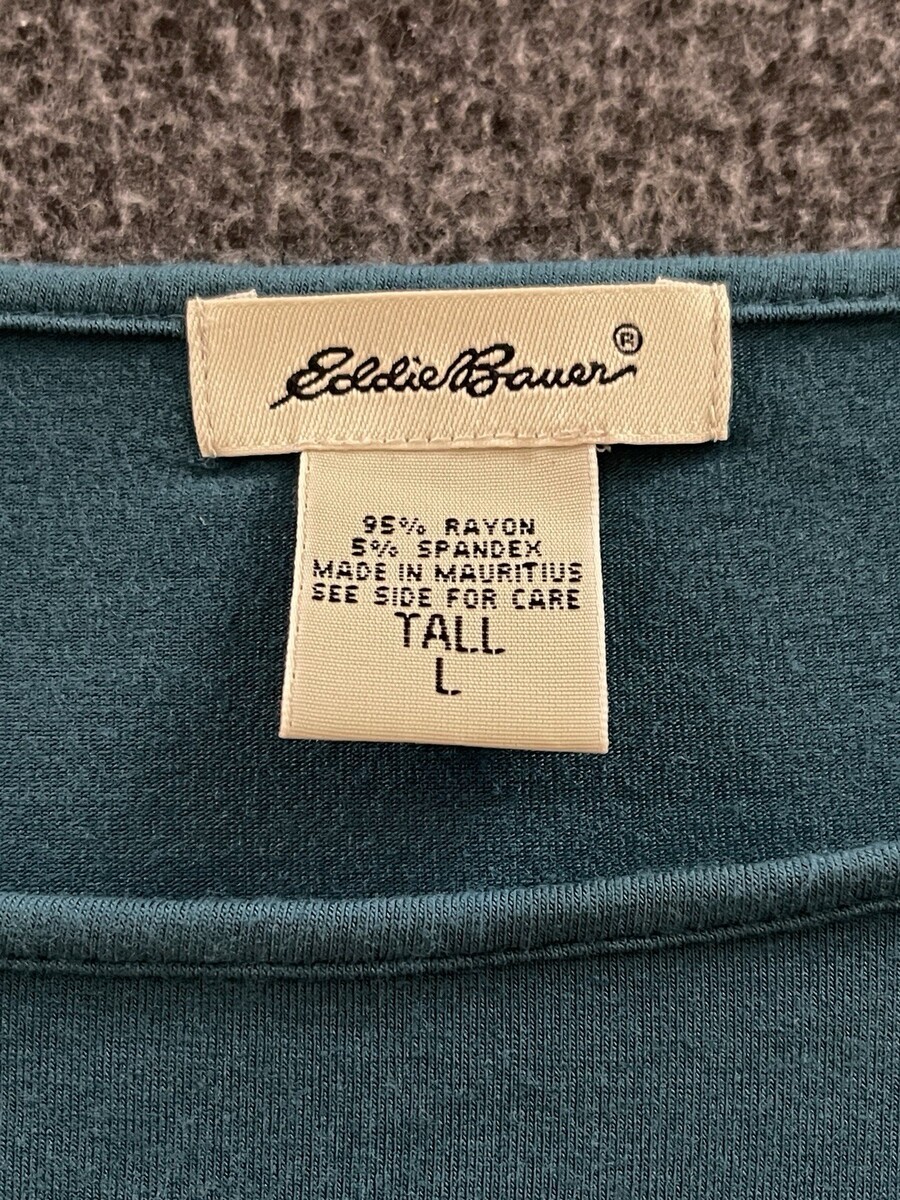 Eddie Bauer®
95% RAYON
5% SPANDEX
MADE IN MAURITIUS
SEE SIDE FOR CARE
TALL
L